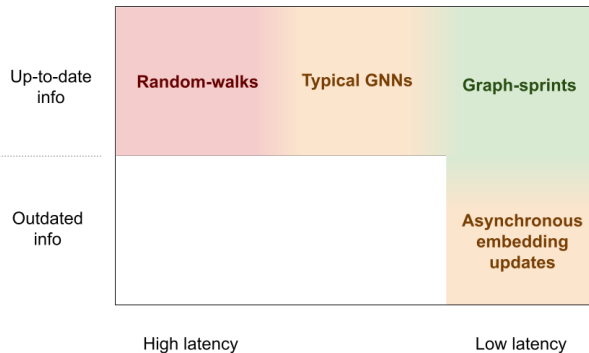 Up-to-date
info
Random-walks
Typical GNNs
Graph-sprints
Outdated
info
Asynchronous
embedding
updates
High latency
Low latency